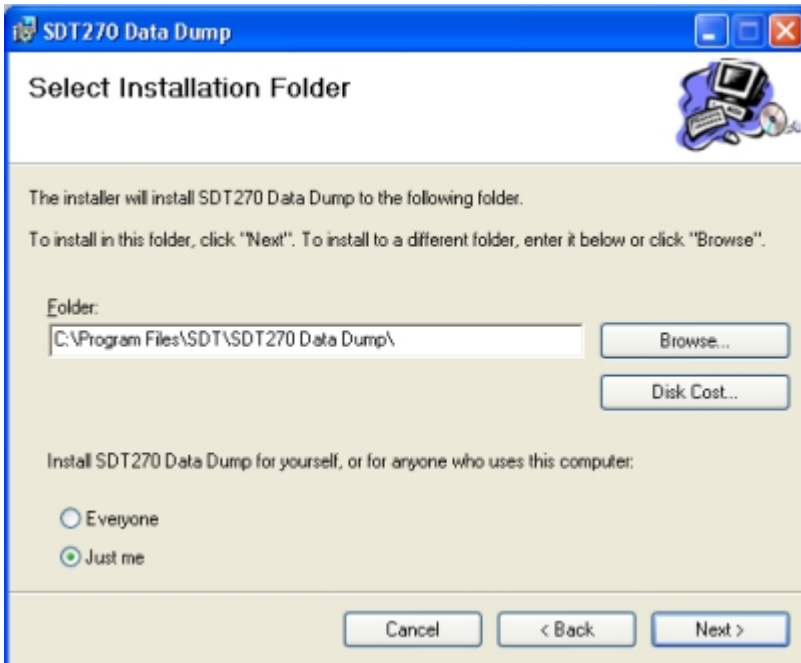 SDT270 Data Dump
Select Installation Folder
The installer will install SDT270 Data Dump to the following folder.
To install in this folder, click "Next". To install to a different folder, enter it below or click "Browse".
Folder:
C:\Program Files\SDT\SDT270 Data Dump\
Browse...
Disk Cost...
Install SDT270 Data Dump for yourself, or for anyone who uses this computer:
Everyone
Just me
Cancel
< Back
Next >